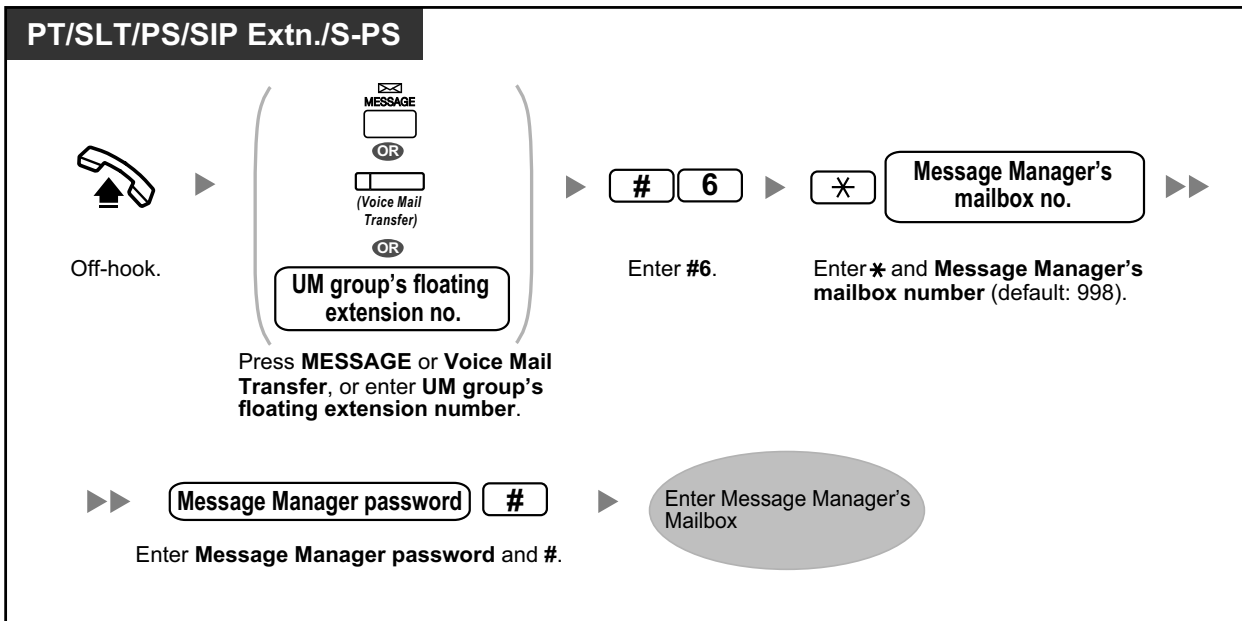 PT/SLT/PS/SIP Extn./S-PS
MESSAGE
OR
(Voice Mail
Transfer)
OR
UM group's floating
extension no.
# 6
✳ Message Manager's
mailbox no.
Off-hook.
Press MESSAGE or Voice Mail
Transfer, or enter UM group's
floating extension number.
Enter #6.
Enter ✳ and Message Manager's
mailbox number (default: 998).
Message Manager password #
Enter Message Manager password and #.
Enter Message Manager's
Mailbox